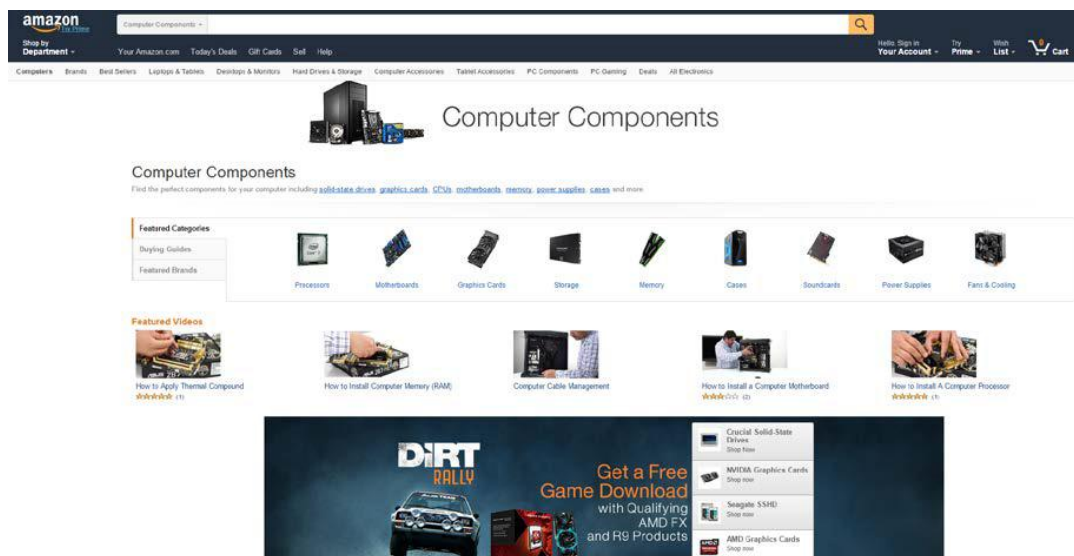 amazon
Try Prime
Computer Components
Shop by
Department
Your Amazon.com Today's Deals Gift Cards Sell Help
Hello. Sign in
Your Account
Try
Prime
Wish
List
0
Cart
Computers Brands Best Sellers Laptops & Tablets Desktops & Monitors Hard Drives & Storage Computer Accessories Tablet Accessories PC Components PC Gaming Deals All Electronics
Computer Components
Computer Components
Find the perfect components for your computer including solid-state drives, graphics cards, CPUs, motherboards, memory, power supplies, cases and more.
Featured Categories
Buying Guides
Featured Brands
Processors Motherboards Graphics Cards Storage Memory Cases Soundcards Power Supplies Fans & Cooling
Featured Videos
How to Apply Thermal Compound
(1)
How to Install Computer Memory (RAM)
Computer Cable Management
How to Install a Computer Motherboard
(2)
How to Install A Computer Processor
(1)
DiRT
RALLY
Get a Free
Game Download
with Qualifying
AMD FX
and R9 Products
Crucial Solid-State
Drives
Shop Now
NVIDIA Graphics Cards
Shop now
Seagate SSHD
Shop now
AMD Graphics Cards
Shop now